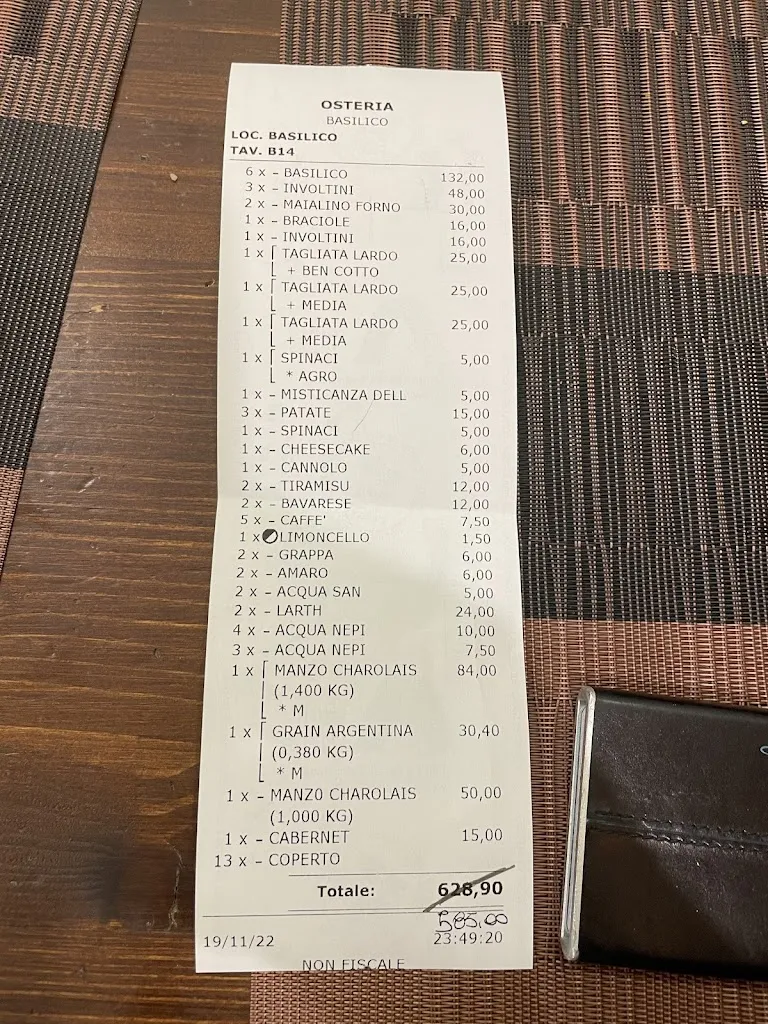 OSTERIA
BASILICO
LOC. BASILICO
TAV. B14
6 x - BASILICO 132,00
3 x - INVOLTINI 48,00
2 x - MAIALINO FORNO 30,00
1 x - BRACIOLE 16,00
1 x - INVOLTINI 16,00
1 x TAGLIATA LARDO 25,00
+ BEN COTTO
1 x TAGLIATA LARDO 25,00
+ MEDIA
1 x TAGLIATA LARDO 25,00
+ MEDIA
1 x SPINACI 5,00
* AGRO
1 x - MISTICANZA DELL 5,00
3 x - PATATE 15,00
1 x - SPINACI 5,00
1 x - CHEESECAKE 6,00
1 x - CANNOLO 5,00
2 x - TIRAMISU 12,00
2 x - BAVARESE 12,00
5 x - CAFFE' 7,50
1 x LIMONCELLO 1,50
2 x - GRAPPA 6,00
2 x - AMARO 6,00
2 x - ACQUA SAN 5,00
2 x - LARTH 24,00
4 x - ACQUA NEPI 10,00
3 x - ACQUA NEPI 7,50
1 x MANZO CHAROLAIS 84,00
(1,400 KG)
* M
1 x GRAIN ARGENTINA 30,40
(0,380 KG)
* M
1 x - MANZO CHAROLAIS 50,00
(1,000 KG)
1 x - CABERNET 15,00
13 x - COPERTO
Totale: 628,90
585,00
19/11/22 23:49:20
NON FISCALE